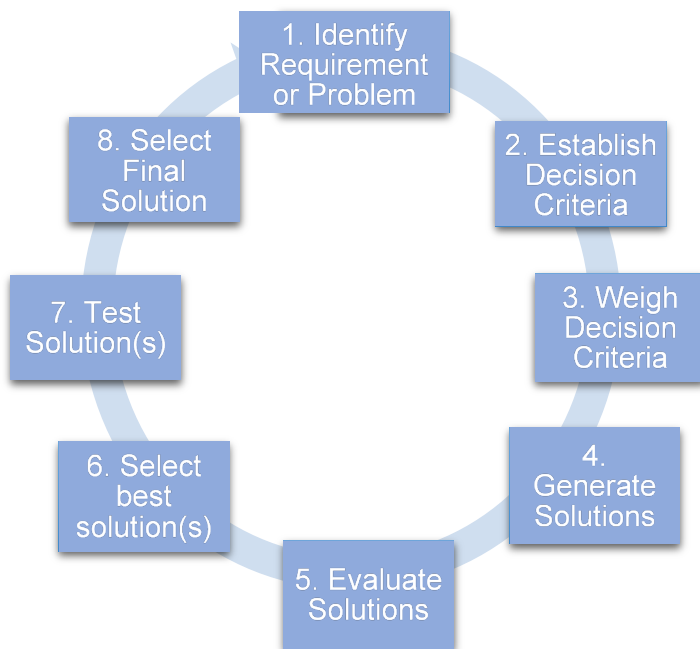 1. Identify
Requirement
or Problem
2. Establish
Decision
Criteria
3. Weigh
Decision
Criteria
4.
Generate
Solutions
5. Evaluate
Solutions
6. Select
best
solution(s)
7. Test
Solution(s)
8. Select
Final
Solution